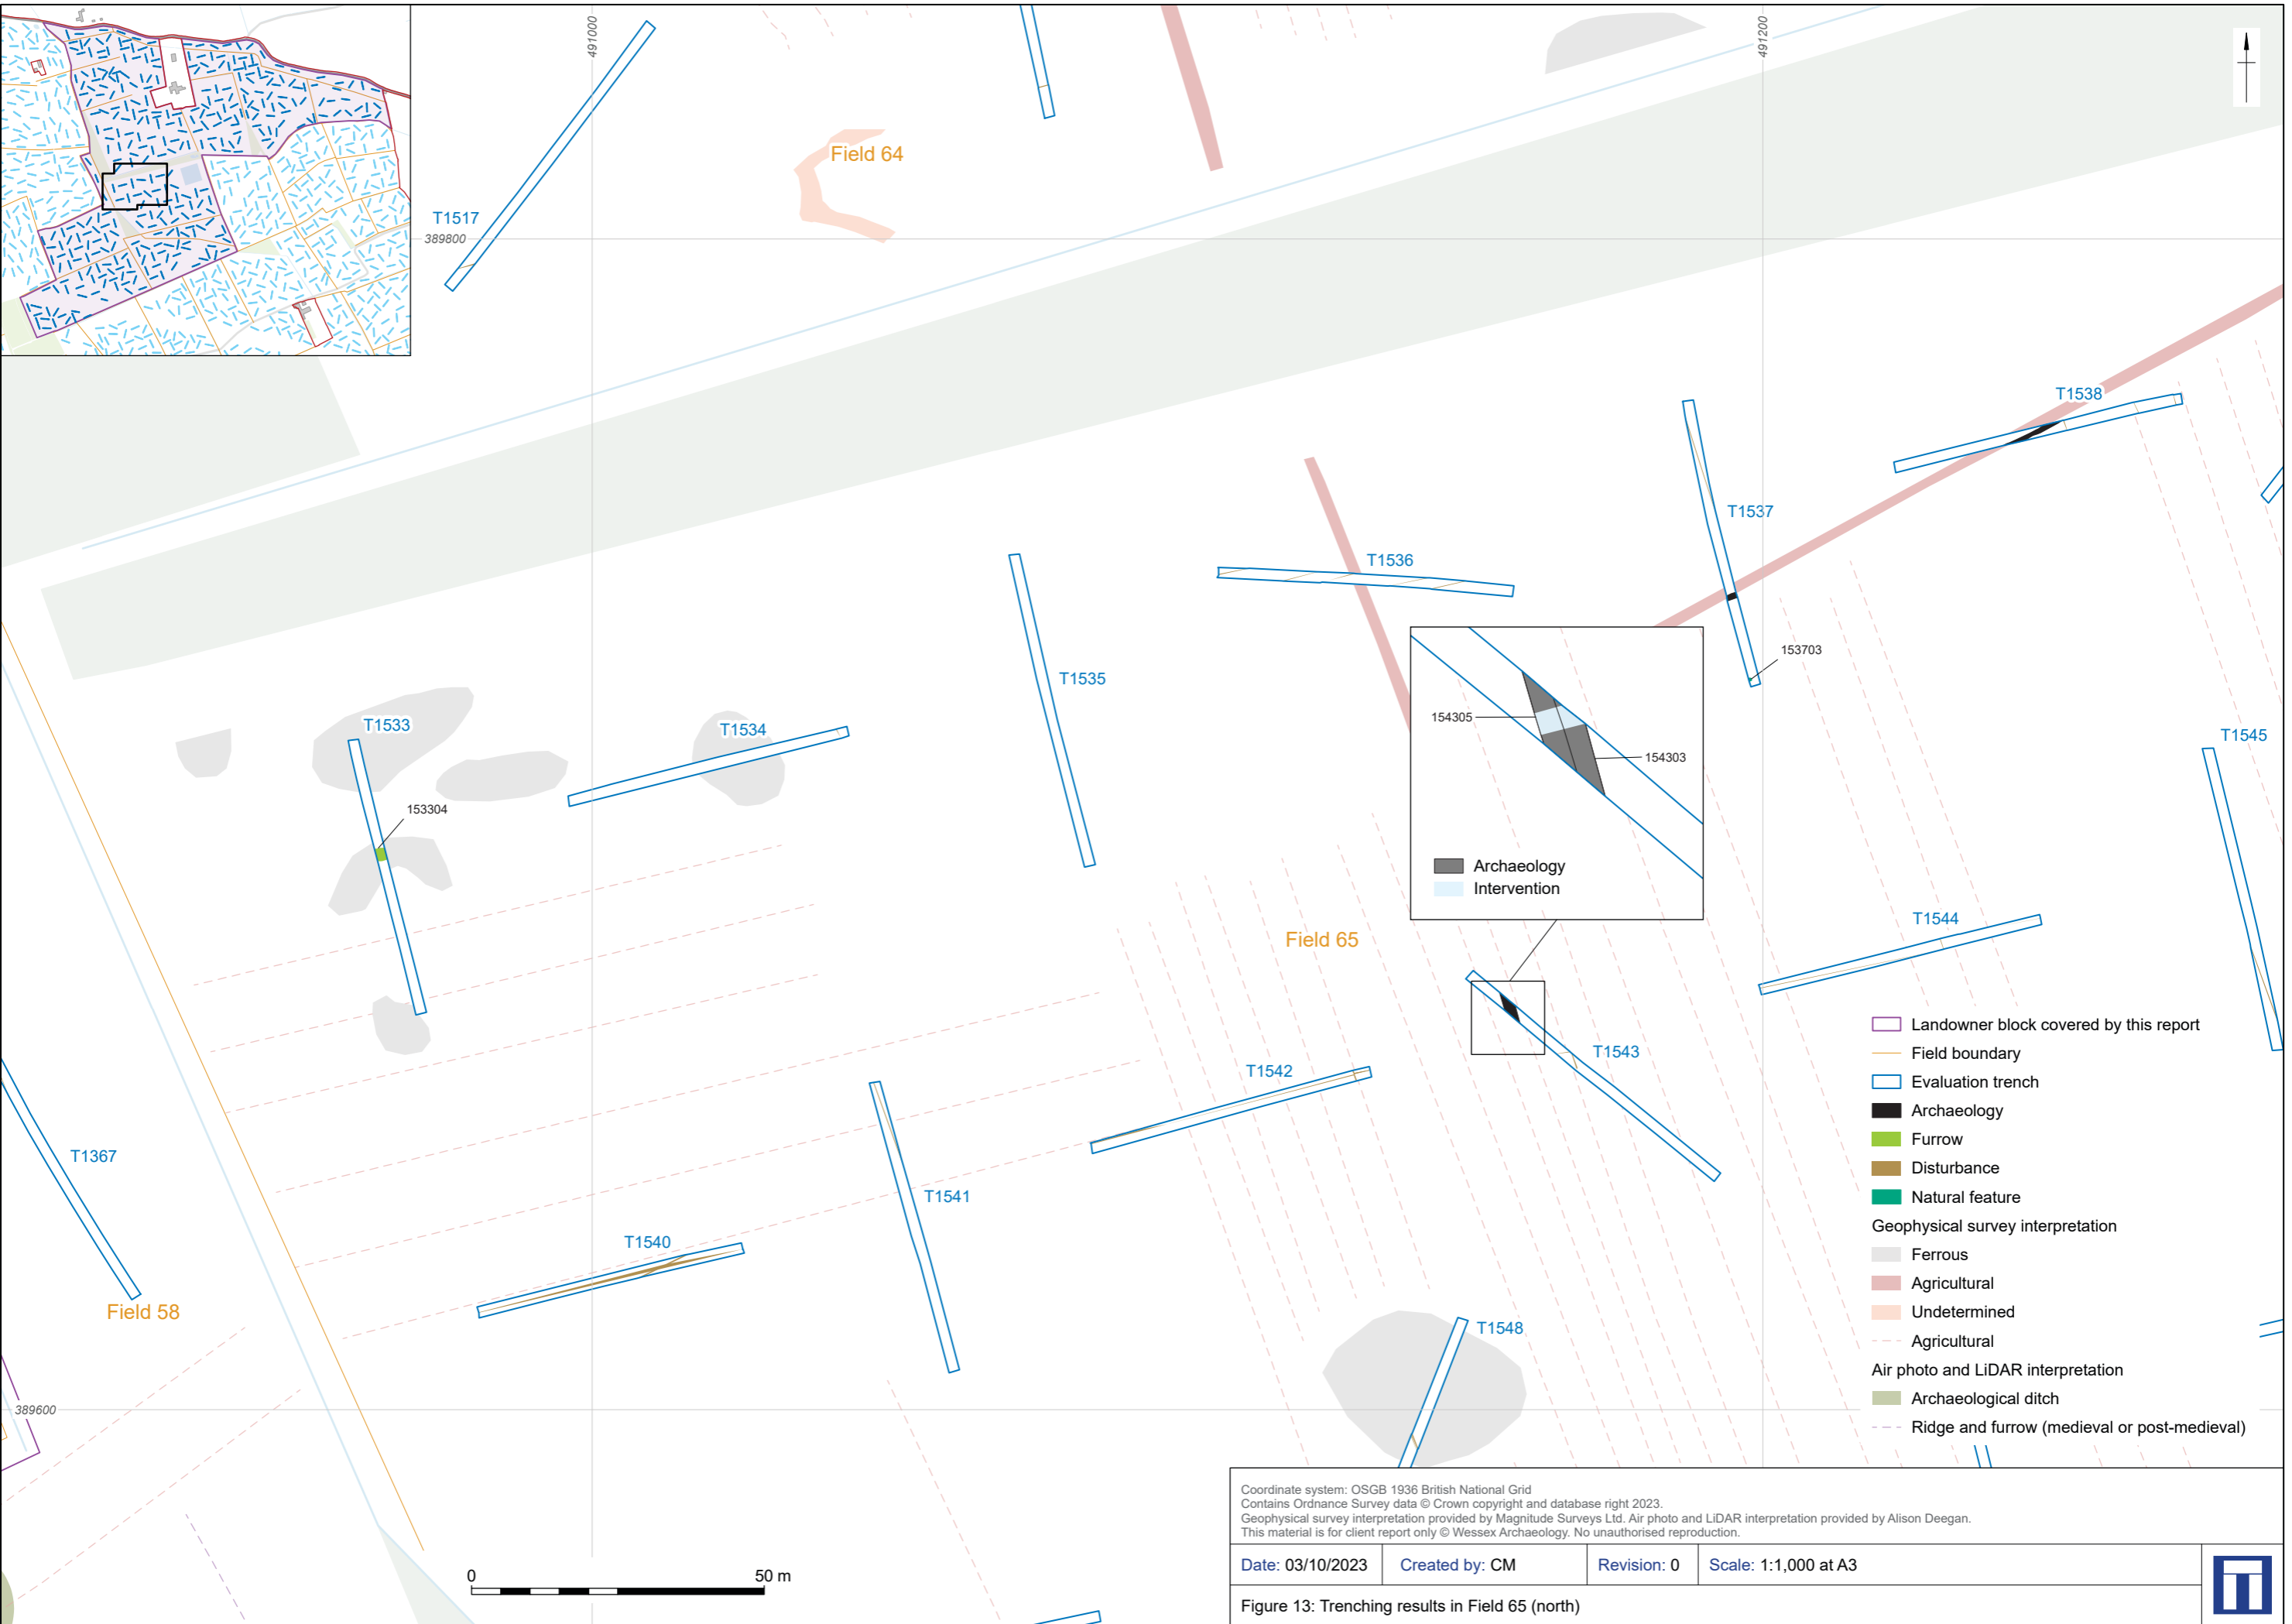 491000
491200
Field 64
T1517
389800
T1538
T1537
T1536
153703
T1535
154305
154303
T1533
T1534
T1545
153304
Archaeology
Intervention
T1544
Field 65
T1543
T1542
T1367
T1541
T1540
Field 58
T1548
389600
Landowner block covered by this report
Field boundary
Evaluation trench
Archaeology
Furrow
Disturbance
Natural feature
Geophysical survey interpretation
Ferrous
Agricultural
Undetermined
Agricultural
Air photo and LiDAR interpretation
Archaeological ditch
Ridge and furrow (medieval or post-medieval)
0 50 m
Coordinate system: OSGB 1936 British National Grid
Contains Ordnance Survey data © Crown copyright and database right 2023.
Geophysical survey interpretation provided by Magnitude Surveys Ltd. Air photo and LiDAR interpretation provided by Alison Deegan.
This material is for client report only © Wessex Archaeology. No unauthorised reproduction.
Date: 03/10/2023 Created by: CM Revision: 0 Scale: 1:1,000 at A3
Figure 13: Trenching results in Field 65 (north)